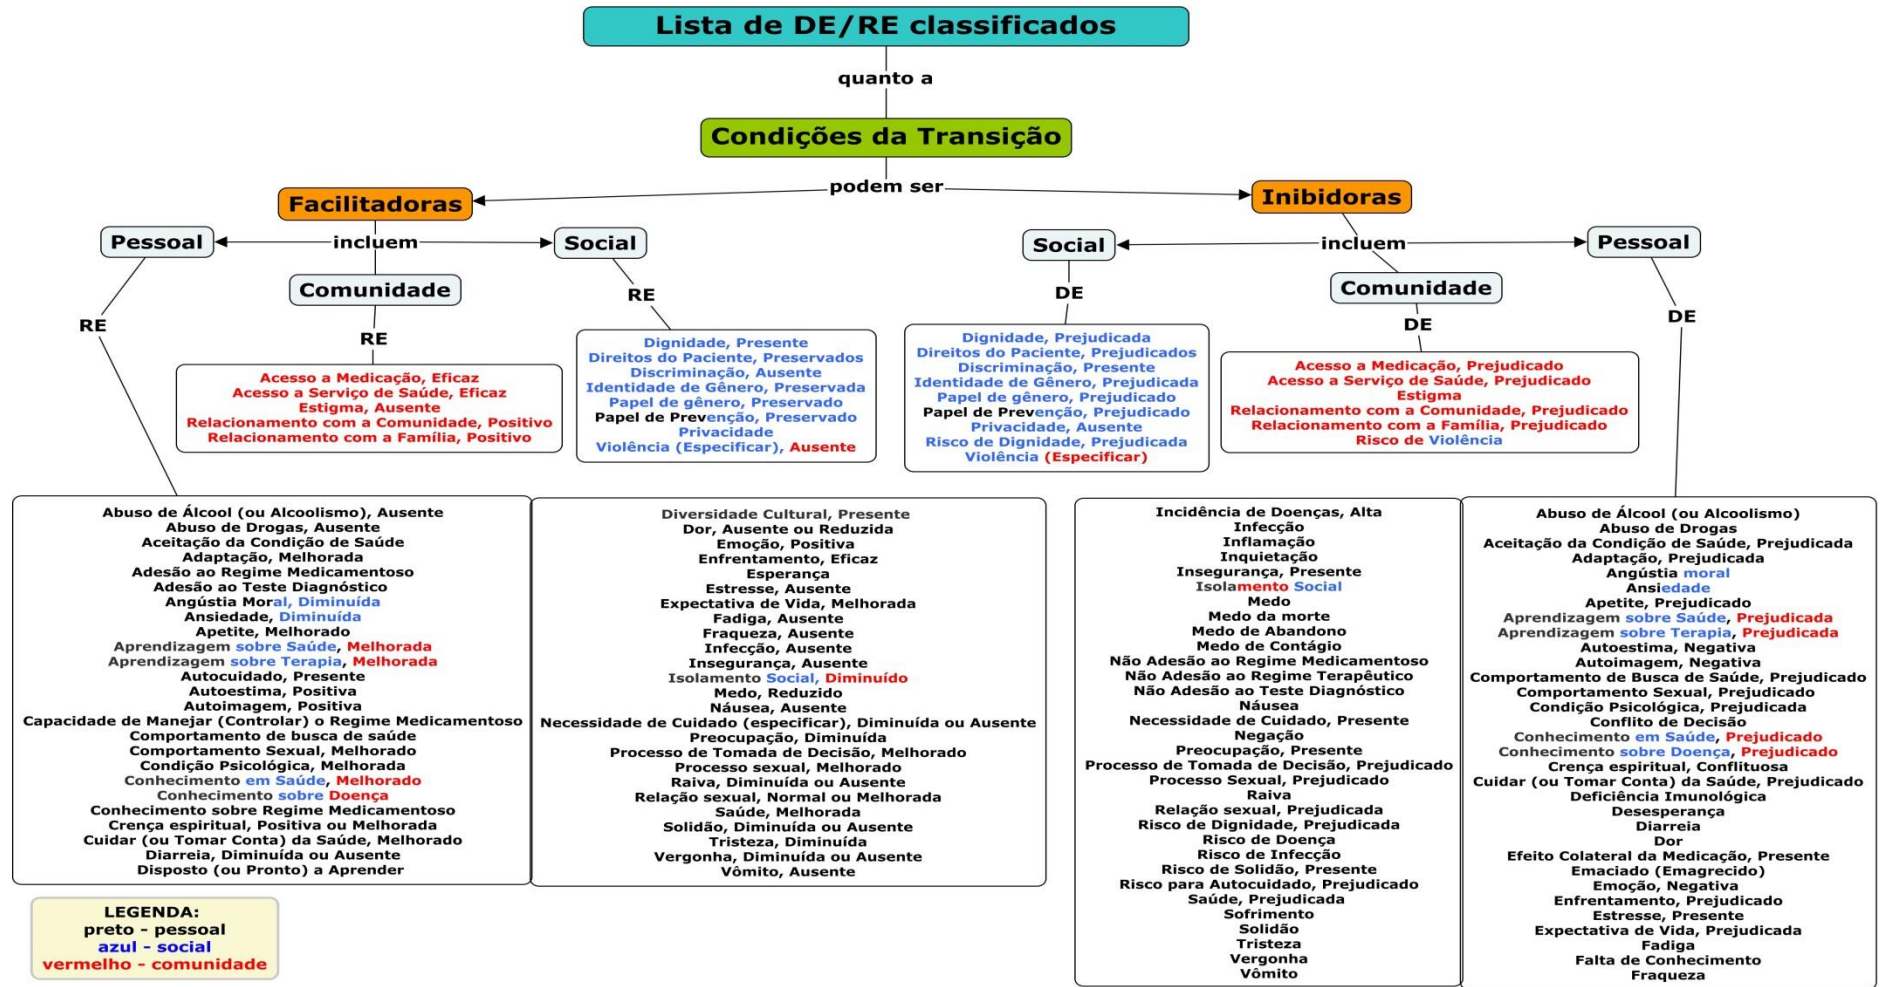 Lista de DE/RE classificados
quanto a
Condições da Transição
podem ser
Facilitadoras
Inibidoras
Pessoal
incluem
Social
Comunidade
Social
incluem
Pessoal
Comunidade
RE
RE
RE
DE
DE
DE
Acesso a Medicação, Eficaz
Acesso a Serviço de Saúde, Eficaz
Estigma, Ausente
Relacionamento com a Comunidade, Positivo
Relacionamento com a Família, Positivo
Dignidade, Presente
Direitos do Paciente, Preservados
Discriminação, Ausente
Identidade de Gênero, Preservada
Papel de gênero, Preservado
Papel de Prevenção, Preservado
Privacidade
Violência (Especificar), Ausente
Dignidade, Prejudicada
Direitos do Paciente, Prejudicados
Discriminação, Presente
Identidade de Gênero, Prejudicada
Papel de gênero, Prejudicado
Papel de Prevenção, Prejudicado
Privacidade, Ausente
Risco de Dignidade, Prejudicada
Violência (Especificar)
Acesso a Medicação, Prejudicado
Acesso a Serviço de Saúde, Prejudicado
Estigma
Relacionamento com a Comunidade, Prejudicado
Relacionamento com a Família, Prejudicado
Risco de Violência
Abuso de Álcool (ou Alcoolismo), Ausente
Abuso de Drogas, Ausente
Aceitação da Condição de Saúde
Adaptação, Melhorada
Adesão ao Regime Medicamentoso
Adesão ao Teste Diagnóstico
Angústia Moral, Diminuída
Ansiedade, Diminuída
Apetite, Melhorado
Aprendizagem sobre Saúde, Melhorada
Aprendizagem sobre Terapia, Melhorada
Autocuidado, Presente
Autoestima, Positiva
Autoimagem, Positiva
Capacidade de Manejar (Controlar) o Regime Medicamentoso
Comportamento de busca de saúde
Comportamento Sexual, Melhorado
Condição Psicológica, Melhorada
Conhecimento em Saúde, Melhorado
Conhecimento sobre Doença
Conhecimento sobre Regime Medicamentoso
Crença espiritual, Positiva ou Melhorada
Cuidar (ou Tomar Conta) da Saúde, Melhorado
Diarreia, Diminuída ou Ausente
Disposto (ou Pronto) a Aprender
Diversidade Cultural, Presente
Dor, Ausente ou Reduzida
Emoção, Positiva
Enfrentamento, Eficaz
Esperança
Estresse, Ausente
Expectativa de Vida, Melhorada
Fadiga, Ausente
Fraqueza, Ausente
Infecção, Ausente
Insegurança, Ausente
Isolamento Social, Diminuído
Medo, Reduzido
Náusea, Ausente
Necessidade de Cuidado (especificar), Diminuída ou Ausente
Preocupação, Diminuída
Processo de Tomada de Decisão, Melhorado
Processo sexual, Melhorado
Raiva, Diminuída ou Ausente
Relação sexual, Normal ou Melhorada
Saúde, Melhorada
Solidão, Diminuída ou Ausente
Tristeza, Diminuída
Vergonha, Diminuída ou Ausente
Vômito, Ausente
Incidência de Doenças, Alta
Infecção
Inflamação
Inquietação
Insegurança, Presente
Isolamento Social
Medo
Medo da morte
Medo de Abandono
Medo de Contágio
Não Adesão ao Regime Medicamentoso
Não Adesão ao Regime Terapêutico
Não Adesão ao Teste Diagnóstico
Náusea
Necessidade de Cuidado, Presente
Negação
Preocupação, Presente
Processo de Tomada de Decisão, Prejudicado
Processo Sexual, Prejudicado
Raiva
Relação sexual, Prejudicada
Risco de Dignidade, Prejudicada
Risco de Doença
Risco de Infecção
Risco de Solidão, Presente
Risco para Autocuidado, Prejudicado
Saúde, Prejudicada
Sofrimento
Solidão
Tristeza
Vergonha
Vômito
Abuso de Álcool (ou Alcoolismo)
Abuso de Drogas
Aceitação da Condição de Saúde, Prejudicada
Adaptação, Prejudicada
Angústia moral
Ansiedade
Apetite, Prejudicado
Aprendizagem sobre Saúde, Prejudicada
Aprendizagem sobre Terapia, Prejudicada
Autoestima, Negativa
Autoimagem, Negativa
Comportamento de Busca de Saúde, Prejudicado
Comportamento Sexual, Prejudicado
Condição Psicológica, Prejudicada
Conflito de Decisão
Conhecimento em Saúde, Prejudicado
Conhecimento sobre Doença, Prejudicado
Crença espiritual, Conflituosa
Cuidar (ou Tomar Conta) da Saúde, Prejudicado
Deficiência Imunológica
Desesperança
Diarreia
Dor
Efeito Colateral da Medicação, Presente
Emaciado (Emagrecido)
Emoção, Negativa
Enfrentamento, Prejudicado
Estresse, Presente
Expectativa de Vida, Prejudicada
Fadiga
Falta de Conhecimento
Fraqueza
LEGENDA:
preto - pessoal
azul - social
vermelho - comunidade